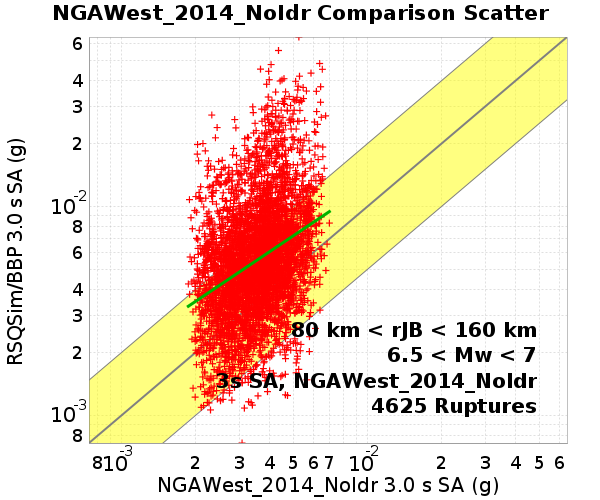 NGAWest_2014_NoIdr Comparison Scatter
RSQSim/BBP 3.0 s SA (g)
6
4
3
2
10-2
8
6
4
3
2
10-3
8
80 km < rJB < 160 km
6.5 < Mw < 7
3s SA, NGAWest_2014_NoIdr
4625 Ruptures
8 10-3 2 3 4 5 6 7 10-2 2 3 4 5 6
NGAWest_2014_NoIdr 3.0 s SA (g)